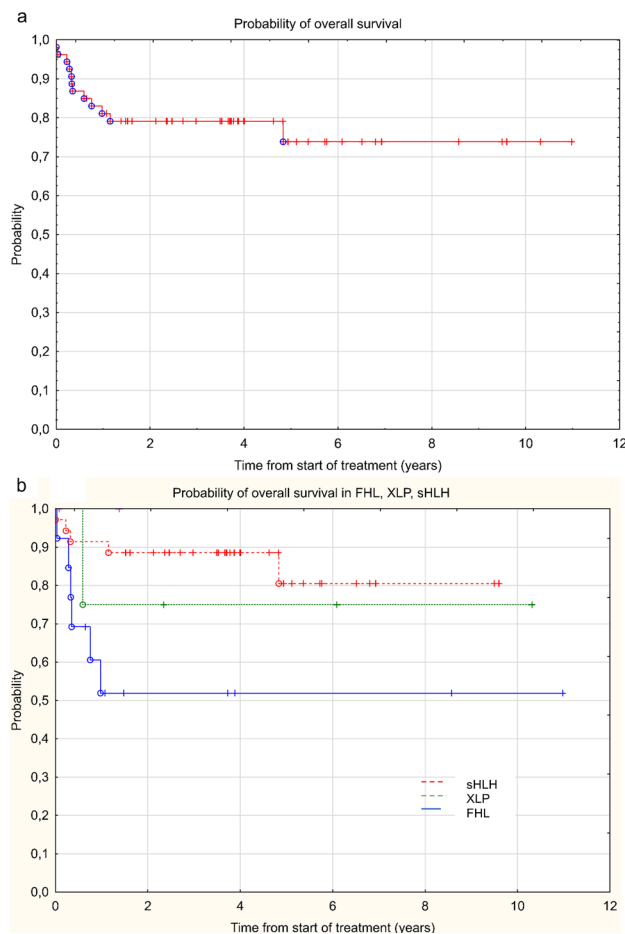 a
Probability of overall survival
1,0
0,9
0,8
0,7
0,6
0,5
0,4
0,3
0,2
0,1
0,0
Probability
0 2 4 6 8 10 12
Time from start of treatment (years)
b
Probability of overall survival in FHL, XLP, sHLH
1,0
0,9
0,8
0,7
0,6
0,5
0,4
0,3
0,2
0,1
0,0
Probability
sHLH
XLP
FHL
0 2 4 6 8 10 12
Time from start of treatment (years)